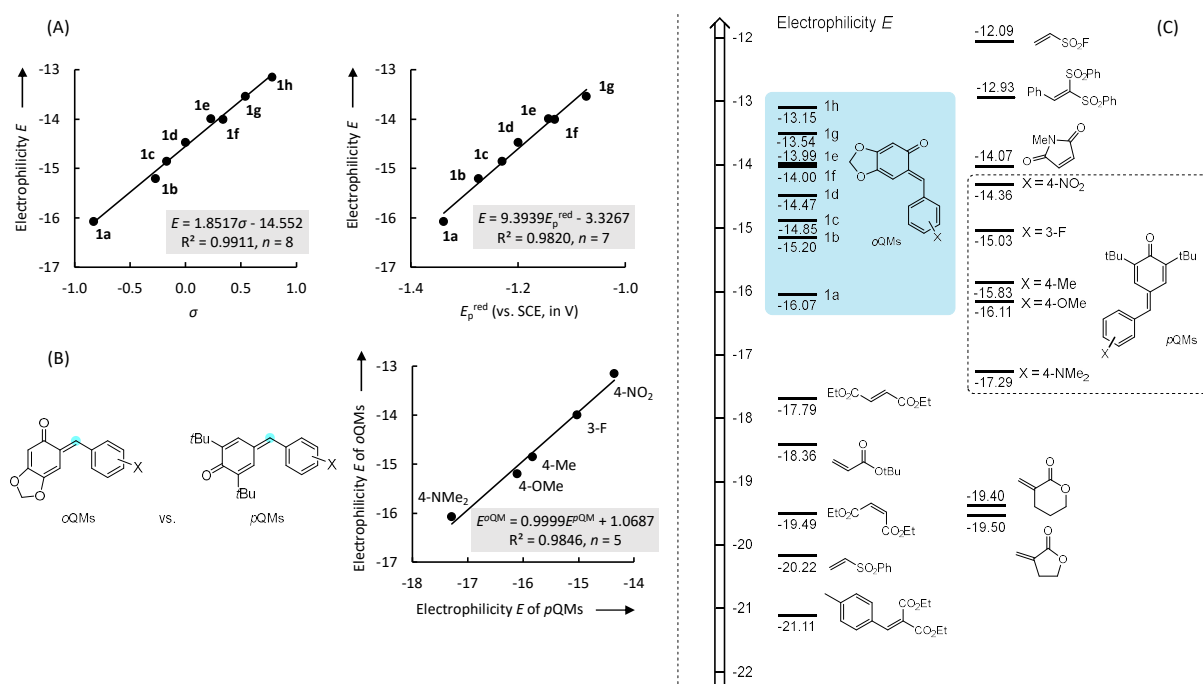 (A)
Electrophilicity E
-13
-14
-15
-16
-17
-1.0
-0.5
0.0
0.5
1.0
σ
1a
1b
1c
1d
1e
1f
1g
1h
E = 1.8517σ - 14.552
R² = 0.9911, n = 8
Electrophilicity E
-13
-14
-15
-16
-17
-1.4
-1.2
-1.0
Eₚʳᵉᵈ (vs. SCE, in V)
1a
1b
1c
1d
1e
1f
1g
E = 9.3939Eₚʳᵉᵈ - 3.3267
R² = 0.9820, n = 7
(B)
O
O
O
X
oQMs
vs.
tBu
O
tBu
X
pQMs
Electrophilicity E of oQMs
-13
-14
-15
-16
-17
-18
-17
-16
-15
-14
Electrophilicity E of pQMs
4-NO₂
3-F
4-Me
4-OMe
4-NMe₂
EᵒQᴹ = 0.9999EᵖQᴹ + 1.0687
R² = 0.9846, n = 5
(C)
Electrophilicity E
-12
-13
-14
-15
-16
-17
-18
-19
-20
-21
-22
1h
-13.15
1g
-13.54
-13.99
1e
-14.00
1f
1d
-14.47
1c
-14.85
1b
-15.20
1a
-16.07
O
O
O
X
oQMs
-12.09
SO₂F
-12.93
SO₂Ph
Ph
SO₂Ph
-14.07
MeN
O
O
X = 4-NO₂
-14.36
X = 3-F
-15.03
X = 4-Me
-15.83
X = 4-OMe
-16.11
X = 4-NMe₂
-17.29
O
tBu
tBu
X
pQMs
-17.79
EtO₂C
CO₂Et
-18.36
O
OtBu
-19.49
EtO₂C
CO₂Et
-20.22
SO₂Ph
-21.11
CO₂Et
CO₂Et
-19.40
O
O
-19.50
O
O